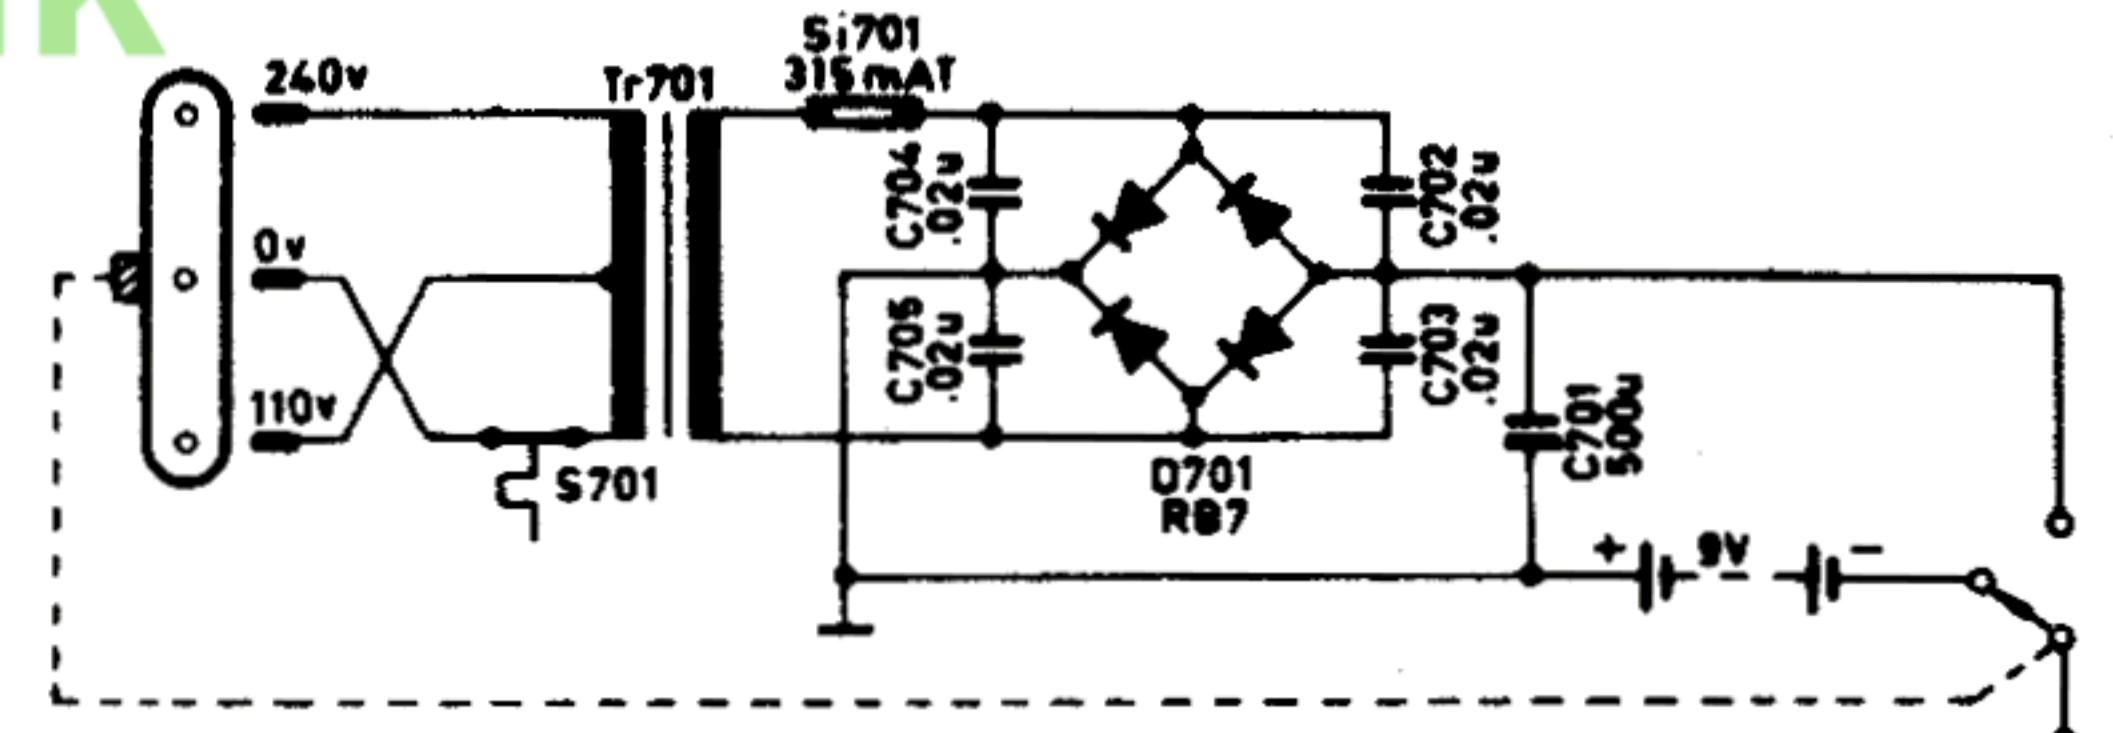 240v
0v
110v
Tr701
S701
Si701
315mAT
C704
.02u
C705
.02u
C702
.02u
C703
.02u
D701
RB7
C701
500u
+ 9V -